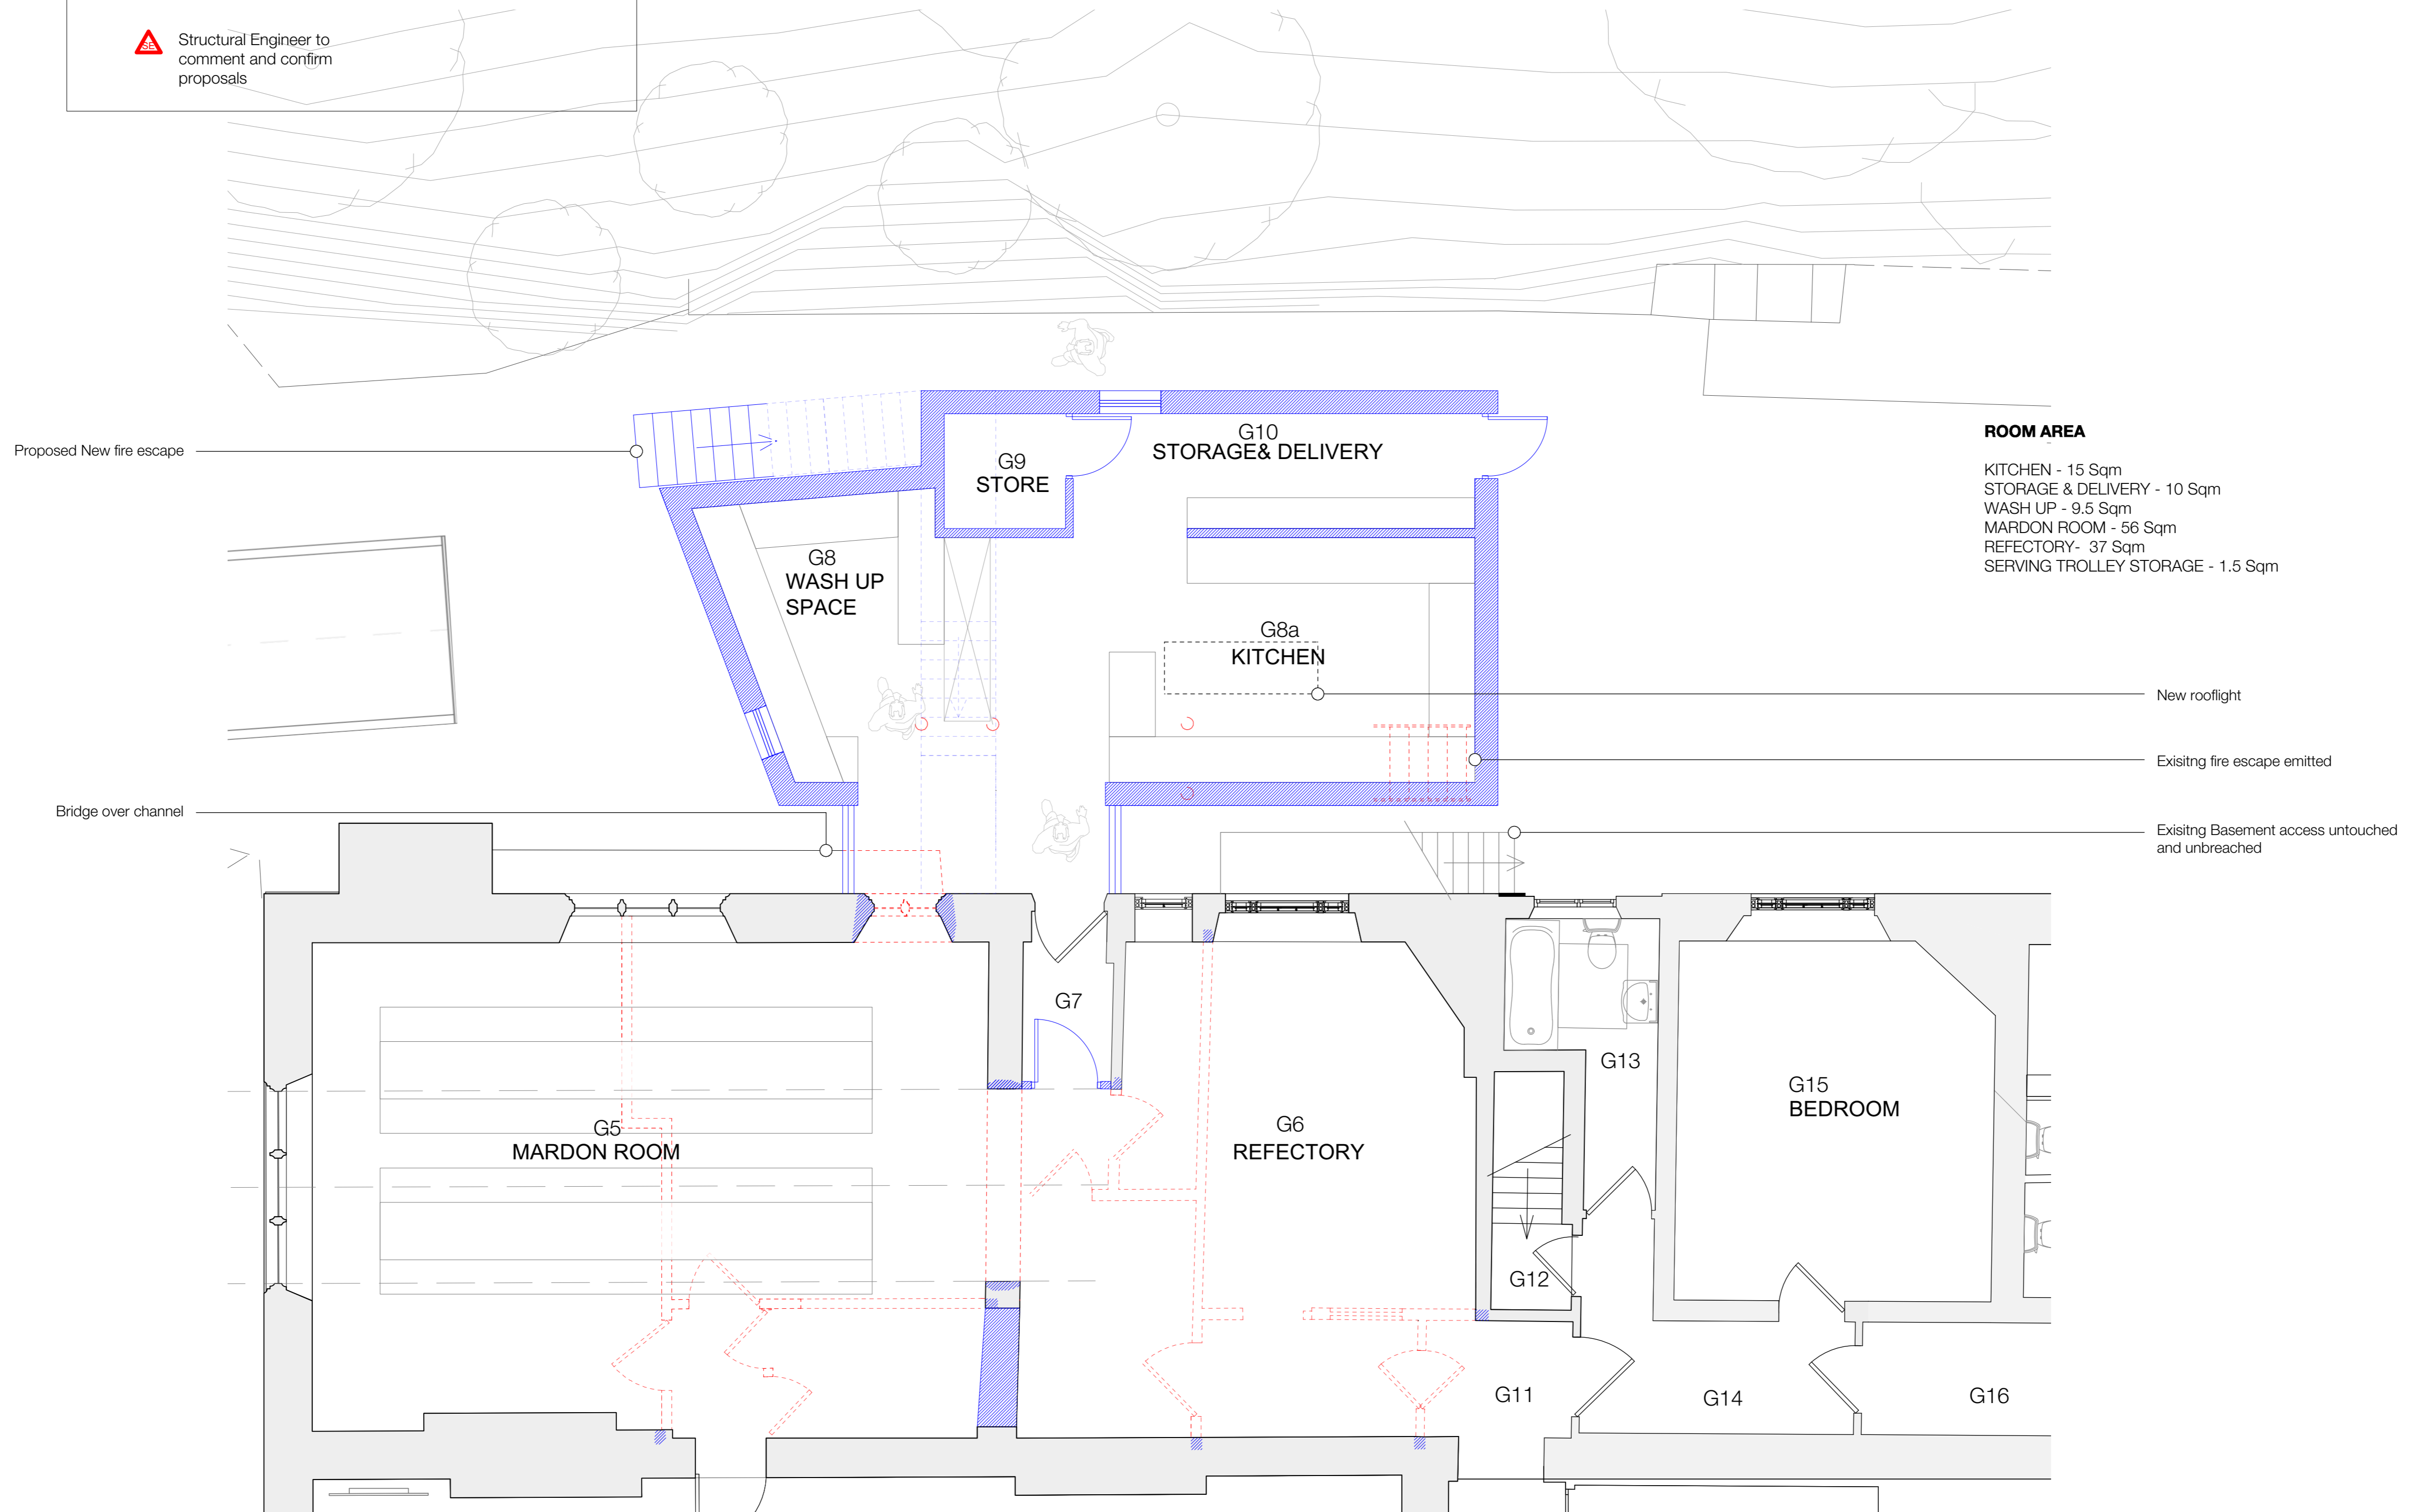 SE
Structural Engineer to
comment and confirm
proposals
Proposed New fire escape
G10
STORAGE& DELIVERY
G9
STORE
ROOM AREA
KITCHEN - 15 Sqm
STORAGE & DELIVERY - 10 Sqm
WASH UP - 9.5 Sqm
MARDON ROOM - 56 Sqm
REFECTORY-  37 Sqm
SERVING TROLLEY STORAGE - 1.5 Sqm
G8
WASH UP
SPACE
G8a
KITCHEN
New rooflight
Exisitng fire escape emitted
Bridge over channel
Exisitng Basement access untouched
and unbreached
G7
G13
G15
BEDROOM
G5
MARDON ROOM
G6
REFECTORY
G12
G11
G14
G16